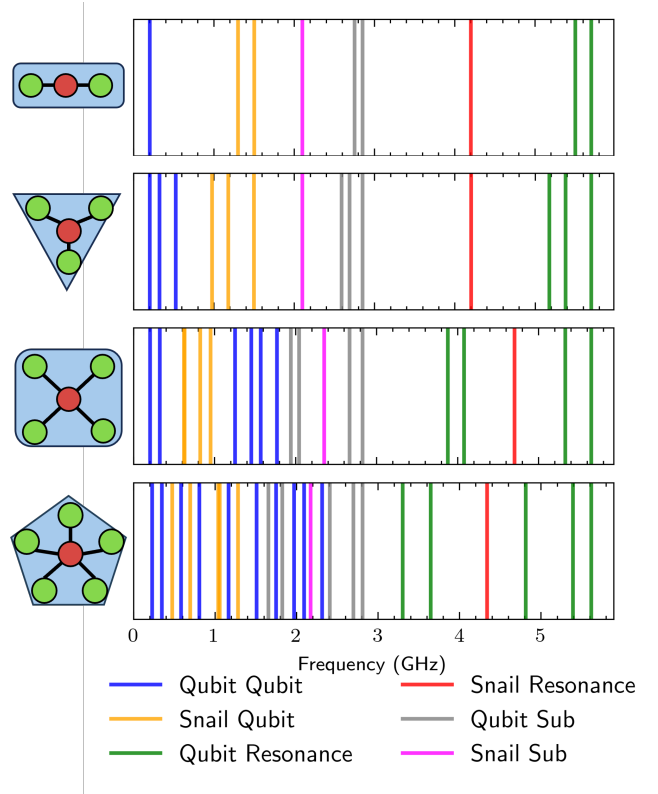 0 1 2 3 4 5
Frequency (GHz)
Qubit Qubit Snail Resonance
Snail Qubit Qubit Sub
Qubit Resonance Snail Sub